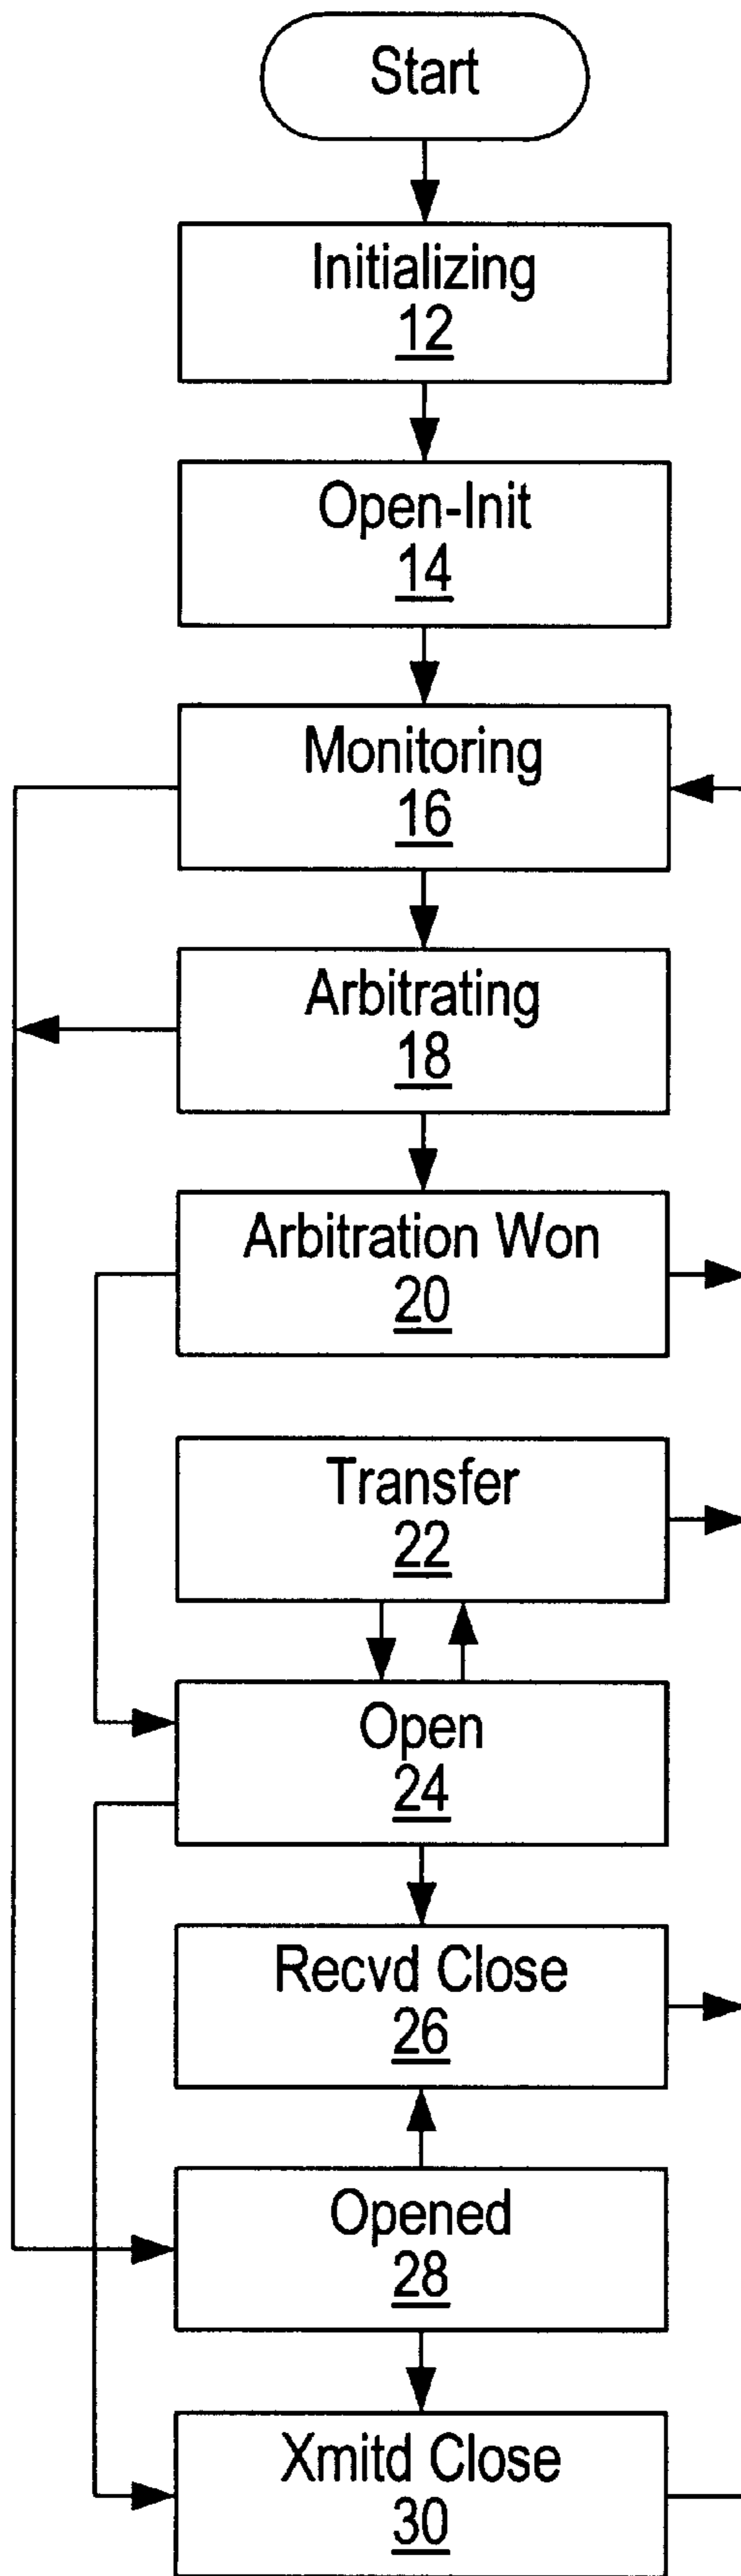 Start
Initializing
12
Open-Init
14
Monitoring
16
Arbitrating
18
Arbitration Won
20
Transfer
22
Open
24
Recvd Close
26
Opened
28
Xmitd Close
30